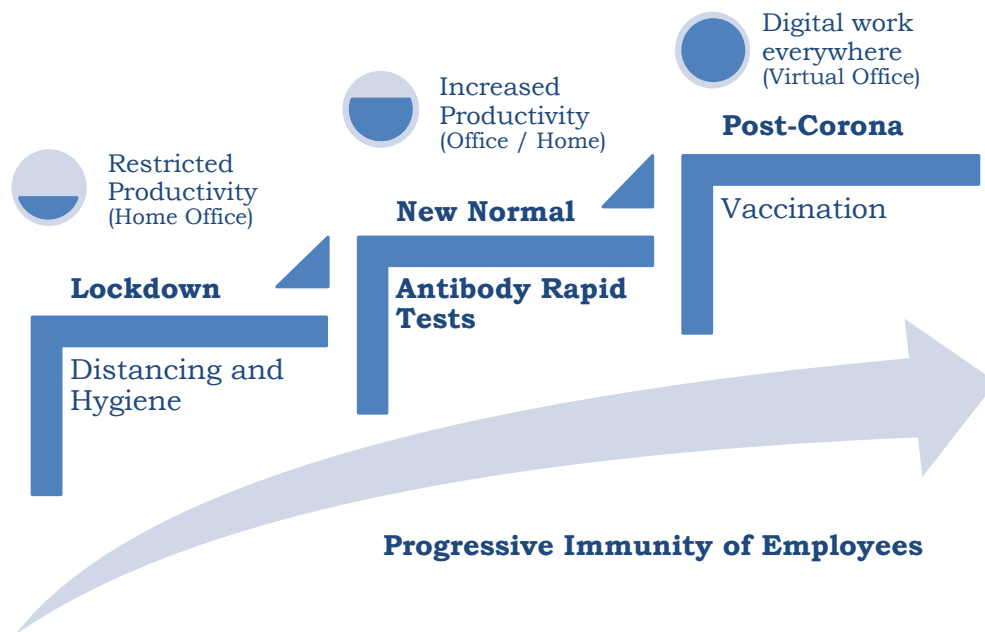 Restricted
Productivity
(Home Office)
Lockdown
Distancing and
Hygiene
Increased
Productivity
(Office / Home)
New Normal
Antibody Rapid
Tests
Digital work
everywhere
(Virtual Office)
Post-Corona
Vaccination
Progressive Immunity of Employees